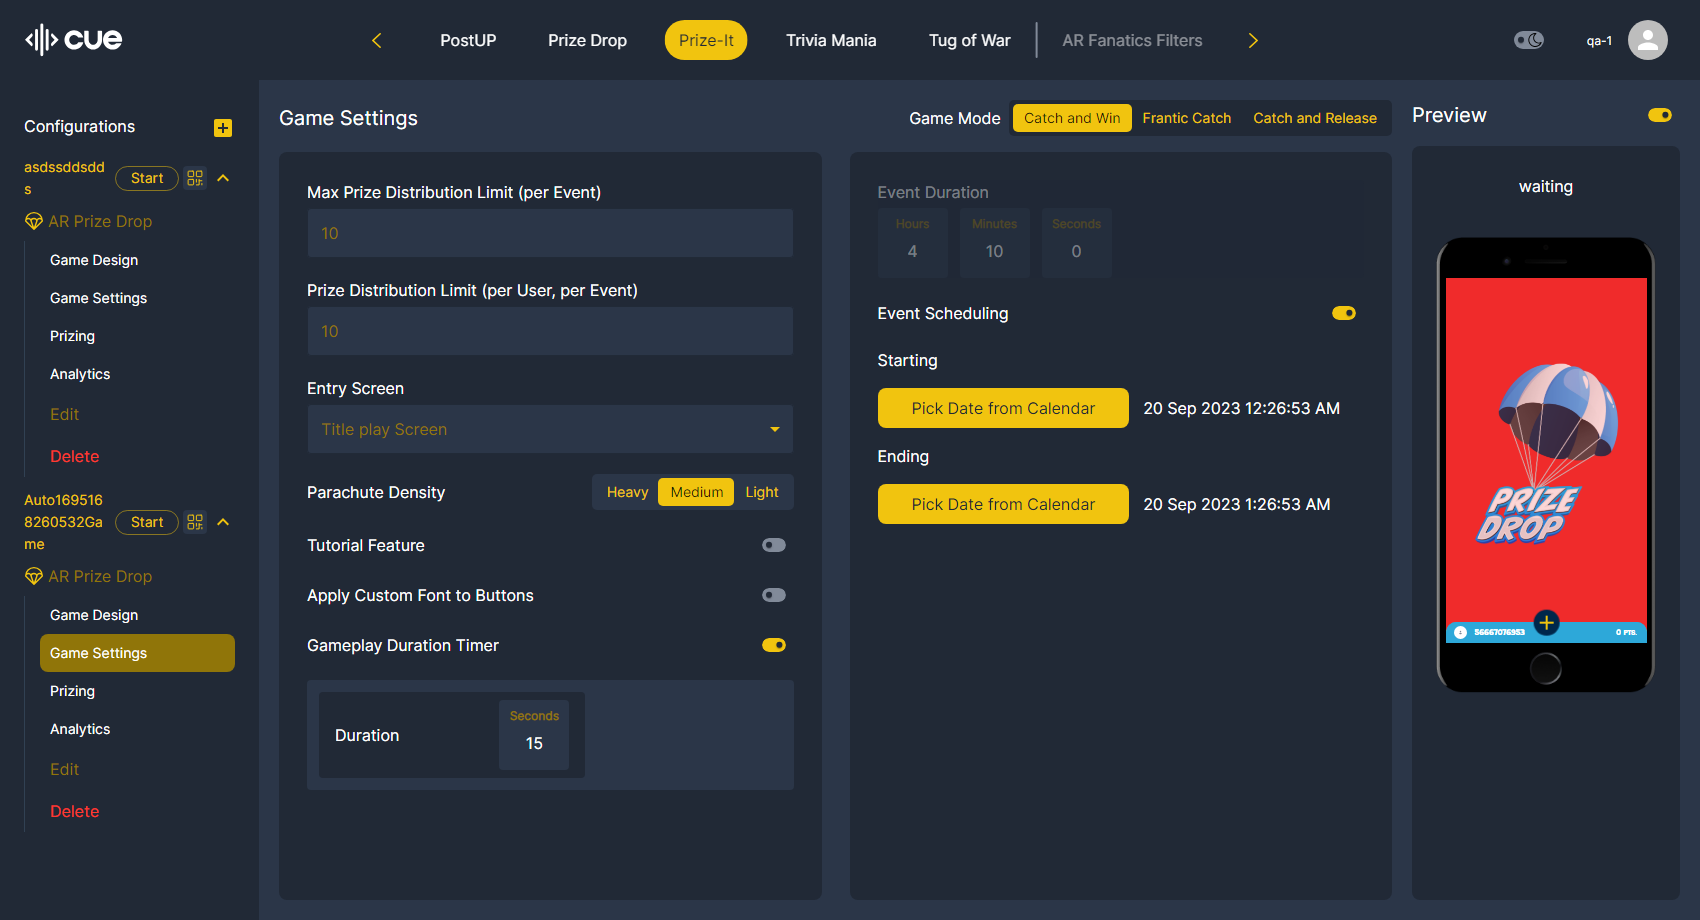 cue
PostUP
Prize Drop
Prize-It
Trivia Mania
Tug of War
AR Fanatics Filters
qa-1
Configurations
asdssddsdd
s
Start
AR Prize Drop
Game Design
Game Settings
Prizing
Analytics
Edit
Delete
Auto169516
8260532Ga
me
Start
AR Prize Drop
Game Design
Game Settings
Prizing
Analytics
Edit
Delete
Game Settings
Game Mode
Catch and Win
Frantic Catch
Catch and Release
Max Prize Distribution Limit (per Event)
10
Prize Distribution Limit (per User, per Event)
10
Entry Screen
Title play Screen
Parachute Density
Heavy
Medium
Light
Tutorial Feature
Apply Custom Font to Buttons
Gameplay Duration Timer
Duration
Seconds
15
Event Duration
Hours
4
Minutes
10
Seconds
0
Event Scheduling
Starting
Pick Date from Calendar
20 Sep 2023 12:26:53 AM
Ending
Pick Date from Calendar
20 Sep 2023 1:26:53 AM
Preview
waiting
PRIZE
DROP
56667076953
0 PTS.